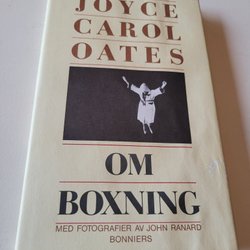 JOYCE
CAROL
OATES
OM
BOXNING
MED FOTOGRAFIER AV JOHN RANARD
BONNIERS